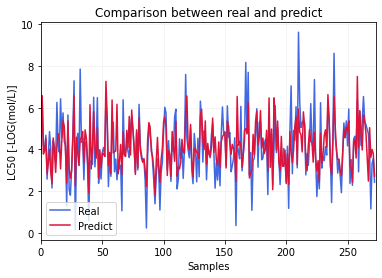 Comparison between real and predict
LC50 [-LOG(mol/L)]
10
8
6
4
2
0
Real
Predict
0 50 100 150 200 250
Samples